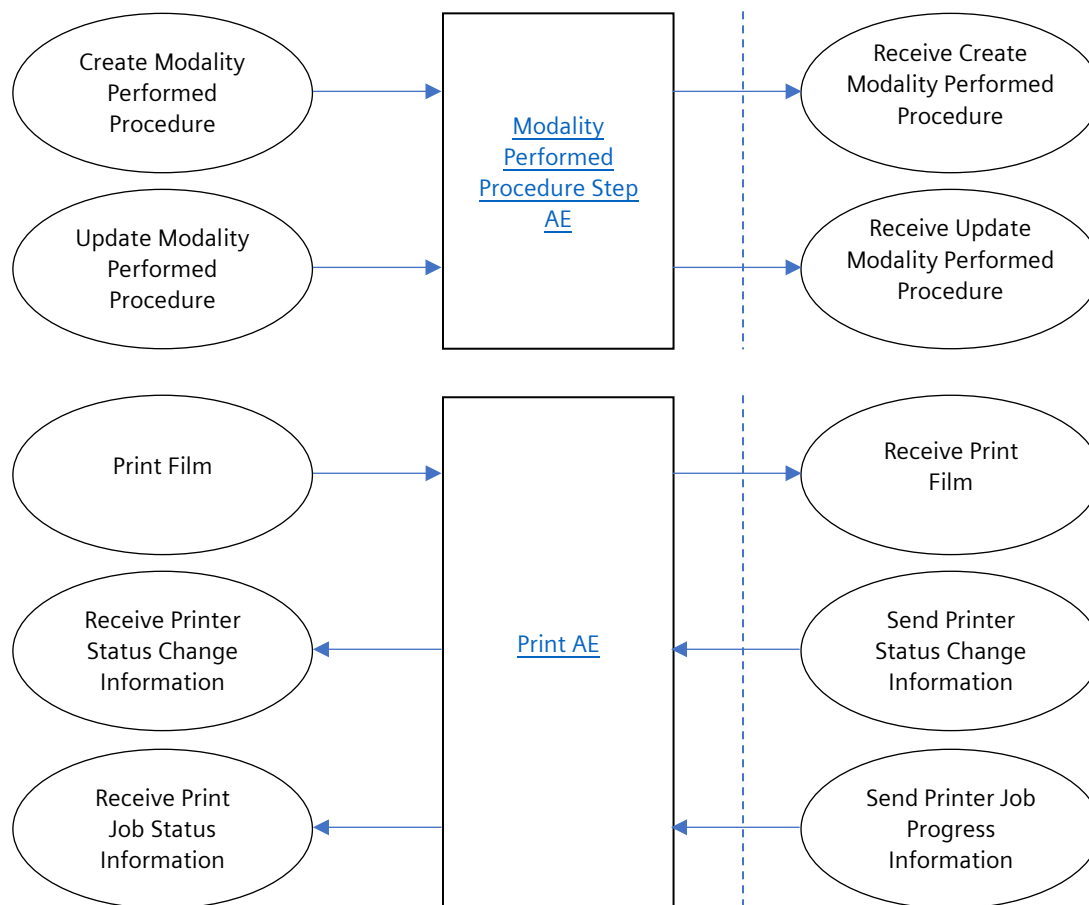 Create Modality
Performed
Procedure
Modality
Performed
Procedure Step
AE
Receive Create
Modality Performed
Procedure
Update Modality
Performed
Procedure
Receive Update
Modality Performed
Procedure
Print Film
Receive Print
Film
Receive Printer
Status Change
Information
Print AE
Send Printer
Status Change
Information
Receive Print
Job Status
Information
Send Printer Job
Progress
Information